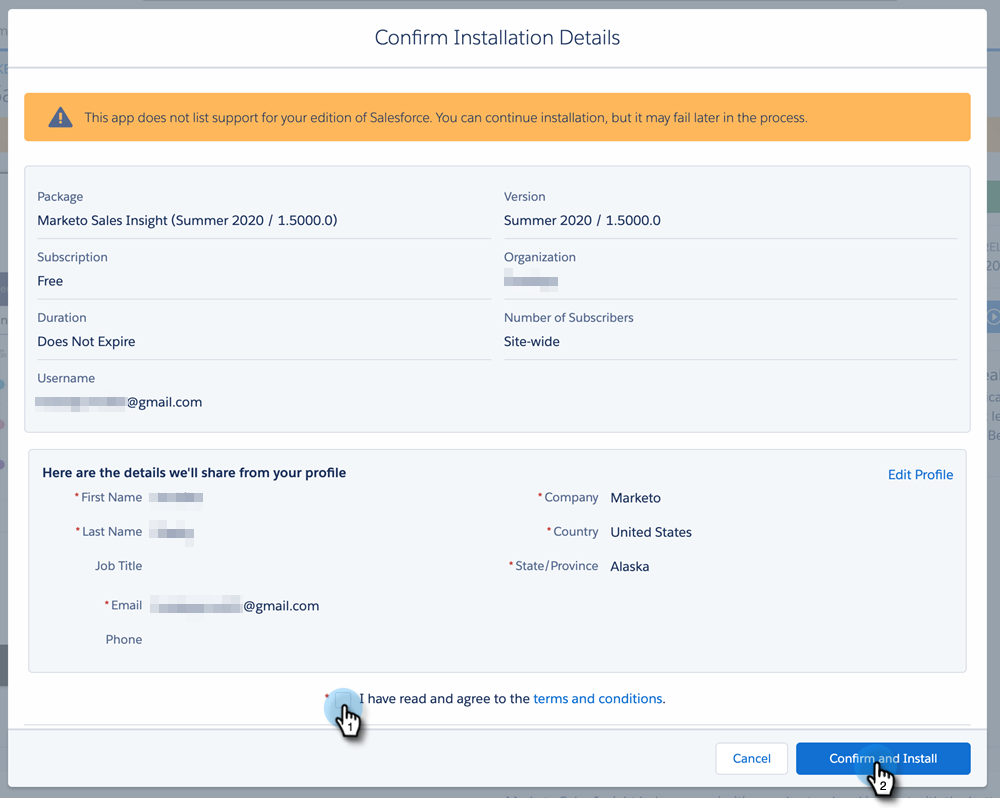 Confirm Installation Details
This app does not list support for your edition of Salesforce. You can continue installation, but it may fail later in the process.
Package
Marketo Sales Insight (Summer 2020 / 1.5000.0)
Version
Summer 2020 / 1.5000.0
Subscription
Free
Organization
Duration
Does Not Expire
Number of Subscribers
Site-wide
Username
@gmail.com
Here are the details we'll share from your profile
Edit Profile
* First Name
* Company Marketo
* Last Name
* Country United States
Job Title
* State/Province Alaska
* Email @gmail.com
Phone
* I have read and agree to the terms and conditions.
1
Cancel
Confirm and Install
2